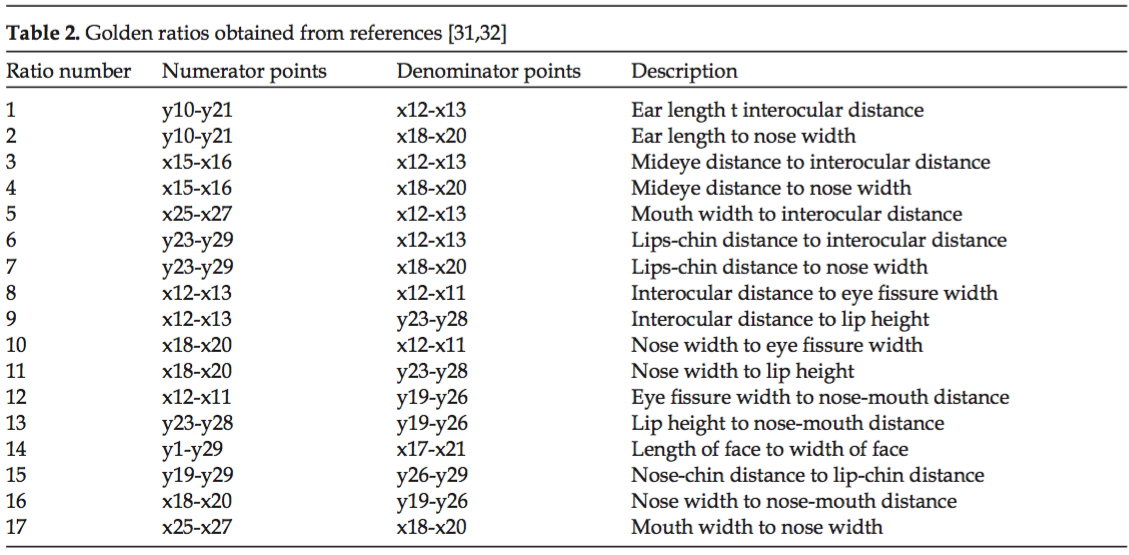 Table 2. Golden ratios obtained from references [31,32]
Ratio number Numerator points Denominator points Description
1 y10-y21 x12-x13 Ear length t interocular distance
2 y10-y21 x18-x20 Ear length to nose width
3 x15-x16 x12-x13 Mideye distance to interocular distance
4 x15-x16 x18-x20 Mideye distance to nose width
5 x25-x27 x12-x13 Mouth width to interocular distance
6 y23-y29 x12-x13 Lips-chin distance to interocular distance
7 y23-y29 x18-x20 Lips-chin distance to nose width
8 x12-x13 x12-x11 Interocular distance to eye fissure width
9 x12-x13 y23-y28 Interocular distance to lip height
10 x18-x20 x12-x11 Nose width to eye fissure width
11 x18-x20 y23-y28 Nose width to lip height
12 x12-x11 y19-y26 Eye fissure width to nose-mouth distance
13 y23-y28 y19-y26 Lip height to nose-mouth distance
14 y1-y29 x17-x21 Length of face to width of face
15 y19-y29 y26-y29 Nose-chin distance to lip-chin distance
16 x18-x20 y19-y26 Nose width to nose-mouth distance
17 x25-x27 x18-x20 Mouth width to nose width